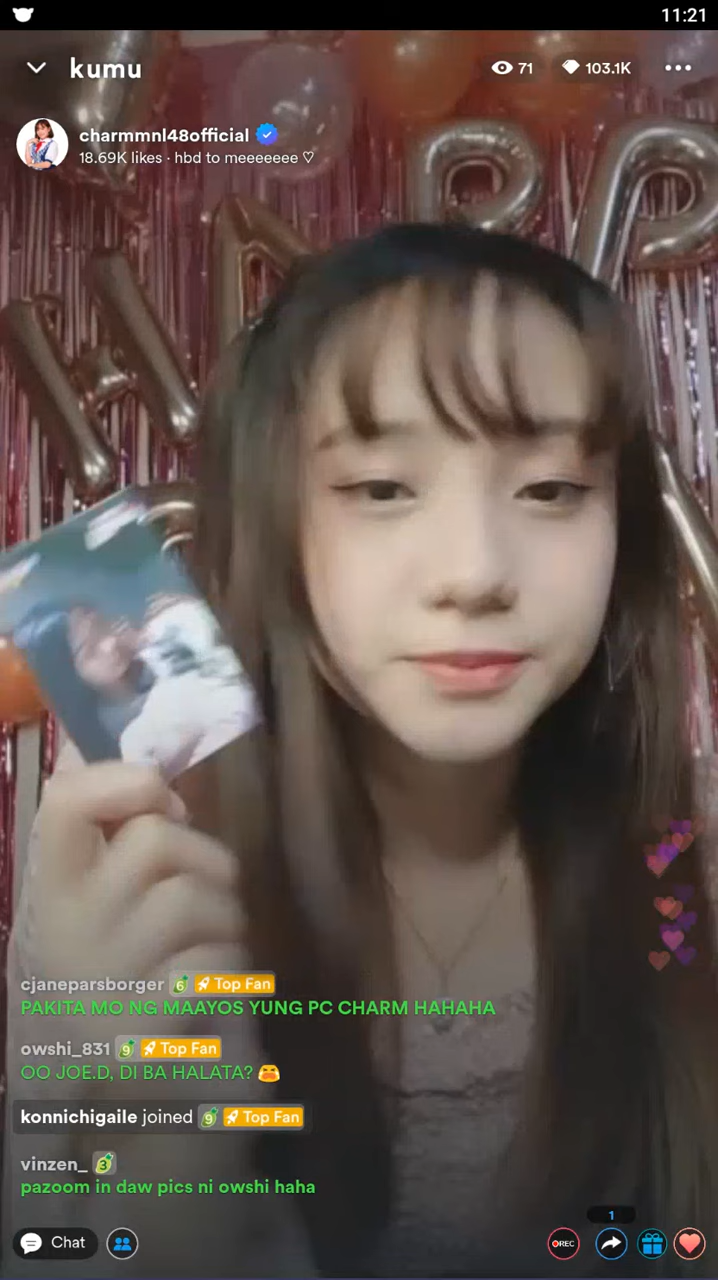 11:21
kumu
71
103.1K
charmmnl48official
18.69K likes · hbd to meeeeeee ♡
HAPP
cjaneparsborger 6 Top Fan
PAKITA MO NG MAAYOS YUNG PC CHARM HAHAHA
owshi_831 9 Top Fan
OO JOE.D, DI BA HALATA? 😫
konnichigaile joined 9 Top Fan
vinzen_ 3
pazoom in daw pics ni owshi haha
1
Chat
REC